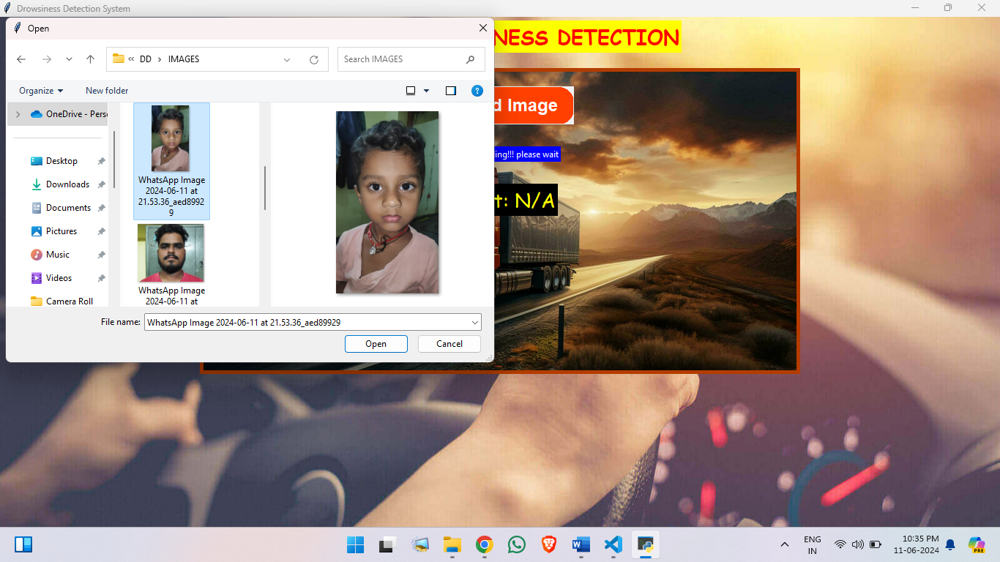 Drowsiness Detection System
Open
NESS DETECTION
« DD > IMAGES
Search IMAGES
Organize
New folder
d Image
OneDrive - Pers
WhatsApp Image
2024-06-11 at
21.53.36_aed8992
9
Desktop
Downloads
Documents
Pictures
Music
Videos
Camera Roll
ing!!! please wait
t: N/A
WhatsApp Image
2024-06-11 at
File name: WhatsApp Image 2024-06-11 at 21.53.36_aed89929
Open Cancel
ENG
IN
10:35 PM
11-06-2024
PRE